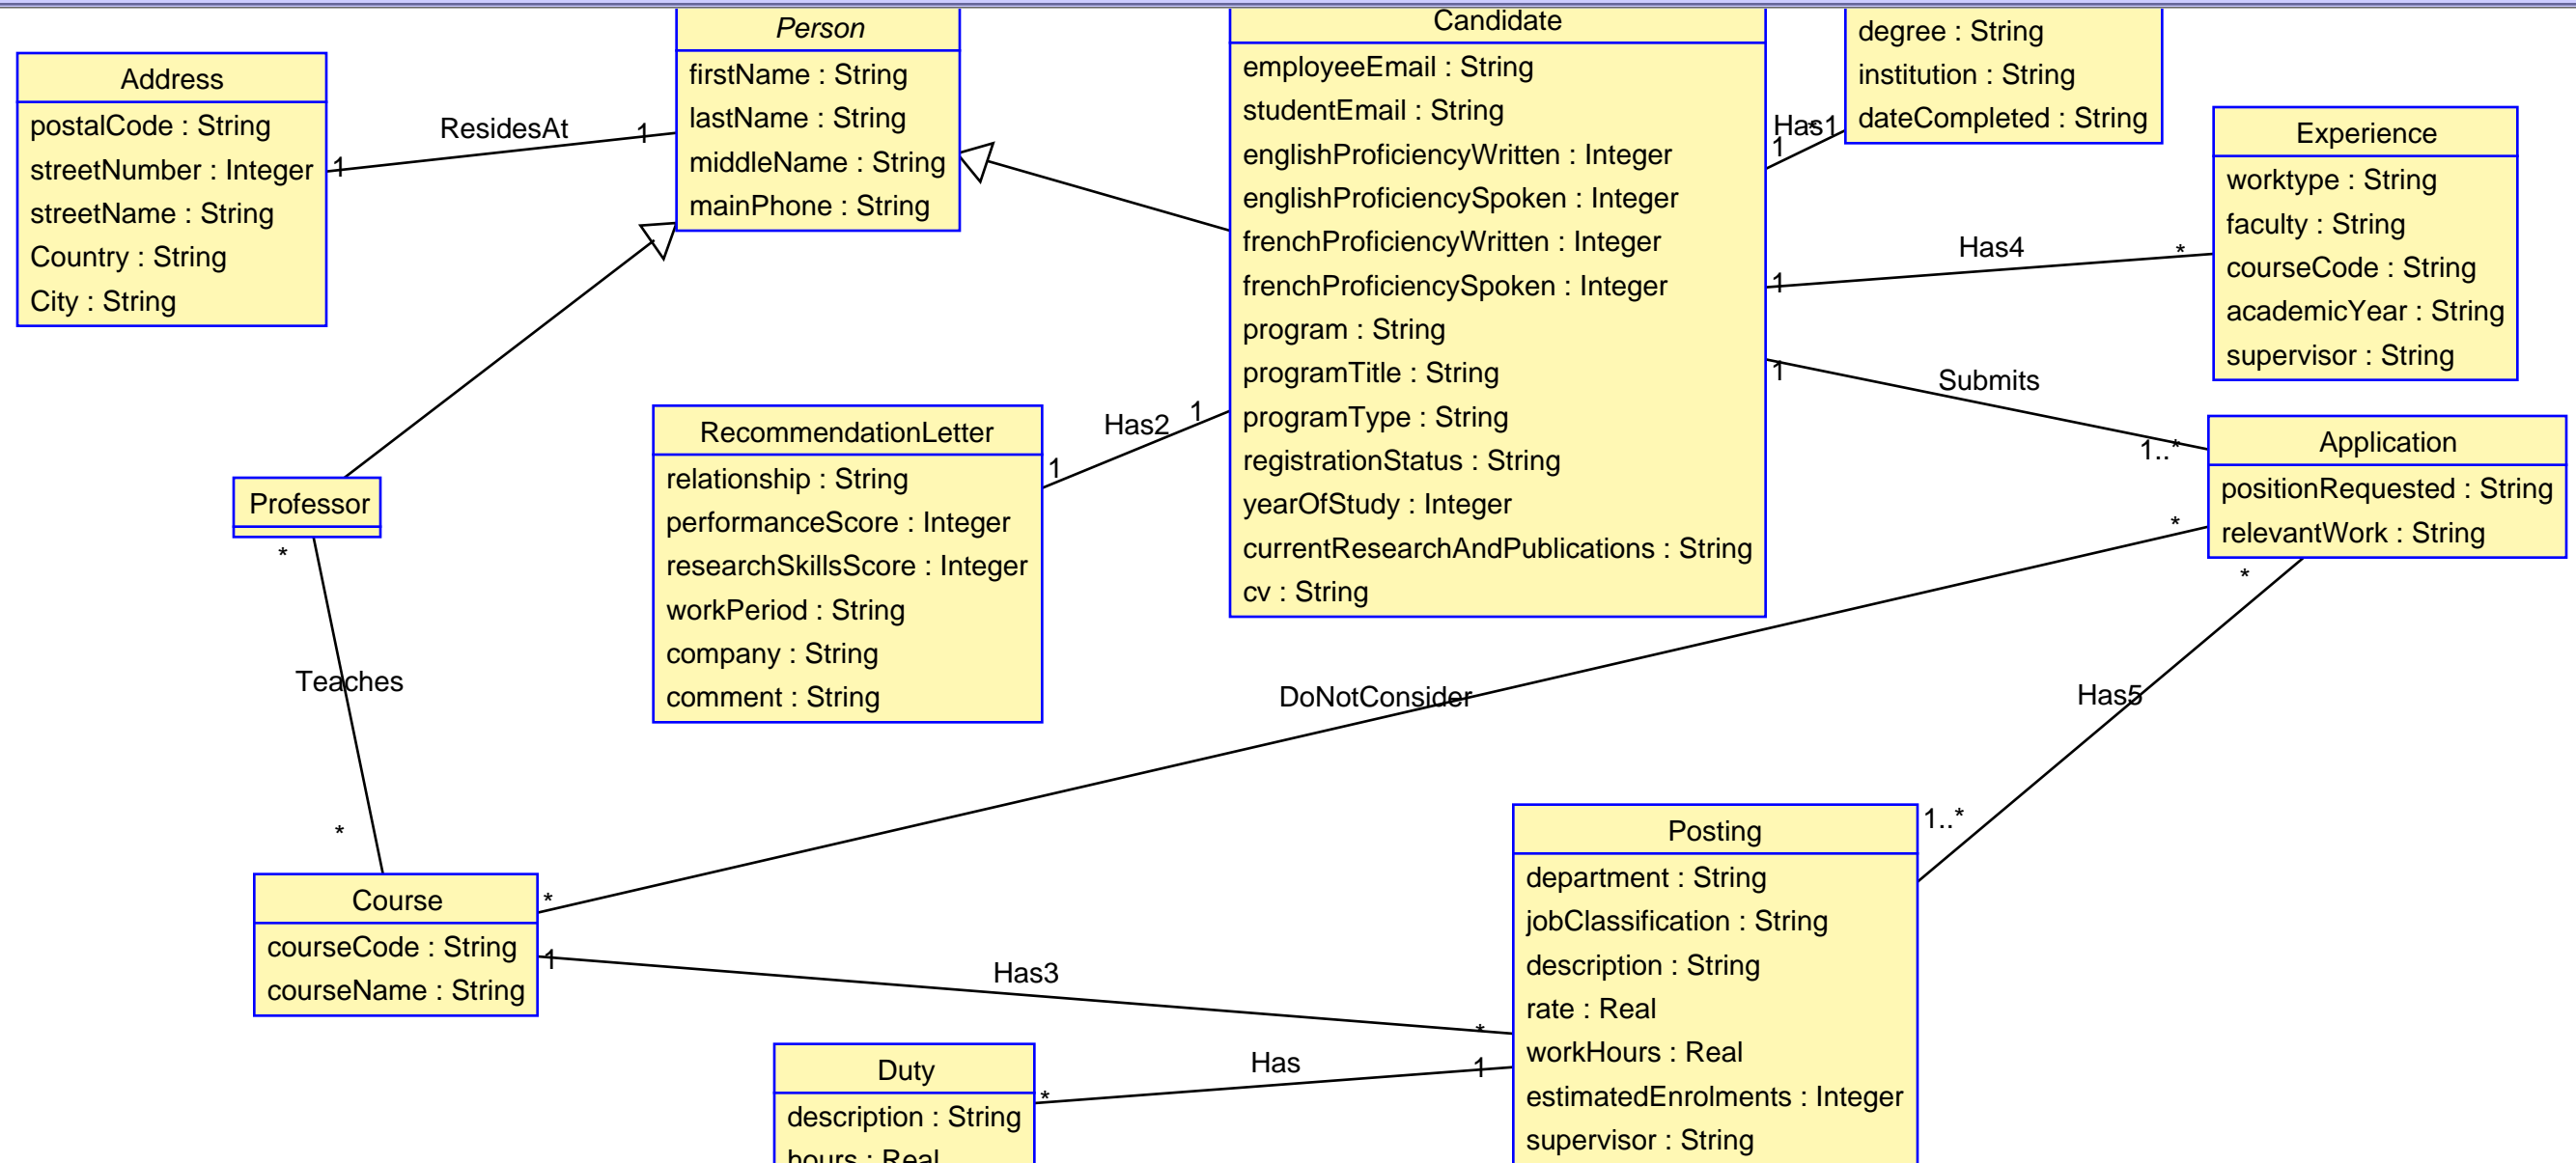 Person
firstName : String
lastName : String
middleName : String
mainPhone : String
Candidate
employeeEmail : String
studentEmail : String
englishProficiencyWritten : Integer
englishProficiencySpoken : Integer
frenchProficiencyWritten : Integer
frenchProficiencySpoken : Integer
program : String
programTitle : String
programType : String
registrationStatus : String
yearOfStudy : Integer
currentResearchAndPublications : String
cv : String
degree : String
institution : String
dateCompleted : String
Address
postalCode : String
streetNumber : Integer
streetName : String
Country : String
City : String
ResidesAt
1
1
Has1
*
1
Experience
worktype : String
faculty : String
courseCode : String
academicYear : String
supervisor : String
Has4
*
1
Submits
1
1..*
Application
positionRequested : String
relevantWork : String
RecommendationLetter
relationship : String
performanceScore : Integer
researchSkillsScore : Integer
workPeriod : String
company : String
comment : String
Has2
1
1
Professor
*
Teaches
*
DoNotConsider
*
*
Has5
*
1..*
Course
courseCode : String
courseName : String
Has3
1
*
Posting
department : String
jobClassification : String
description : String
rate : Real
workHours : Real
estimatedEnrolments : Integer
supervisor : String
Has
1
*
Duty
description : String
hours : Real